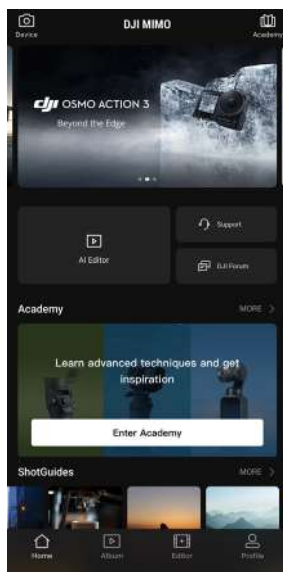 DJI MIMO
Device
Academy
dji OSMO ACTION 3
Beyond the Edge
AI Editor
Support
DJI Forum
Academy
MORE >
Learn advanced techniques and get
inspiration
Enter Academy
ShotGuides
MORE >
Home
Album
Editor
Profile